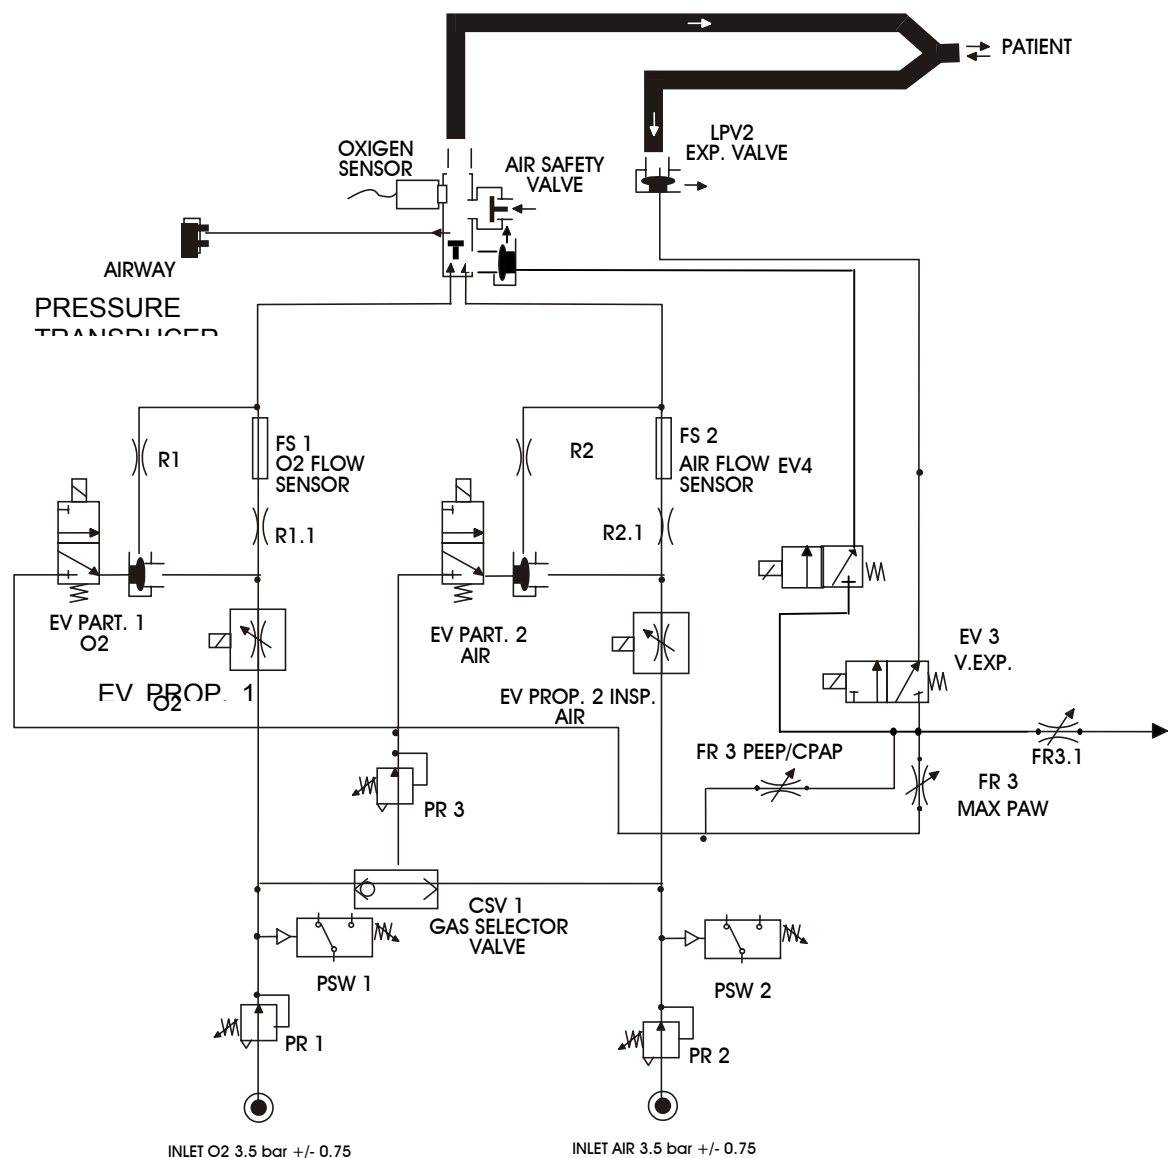 PATIENT
LPV2
EXP. VALVE
OXIGEN
SENSOR
AIR SAFETY
VALVE
AIRWAY
PRESSURE
TRANSDUCER
R1
FS 1
O2 FLOW
SENSOR
R1.1
R2
FS 2
AIR FLOW
SENSOR
EV4
R2.1
EV PART. 1
O2
EV PART. 2
AIR
EV 3
V.EXP.
EV PROP. 1
O2
EV PROP. 2 INSP.
AIR
FR 3 PEEP/CPAP
FR3.1
FR 3
MAX PAW
PR 3
CSV 1
GAS SELECTOR
VALVE
PSW 1
PSW 2
PR 1
PR 2
INLET O2 3.5 bar +/- 0.75
INLET AIR 3.5 bar +/- 0.75